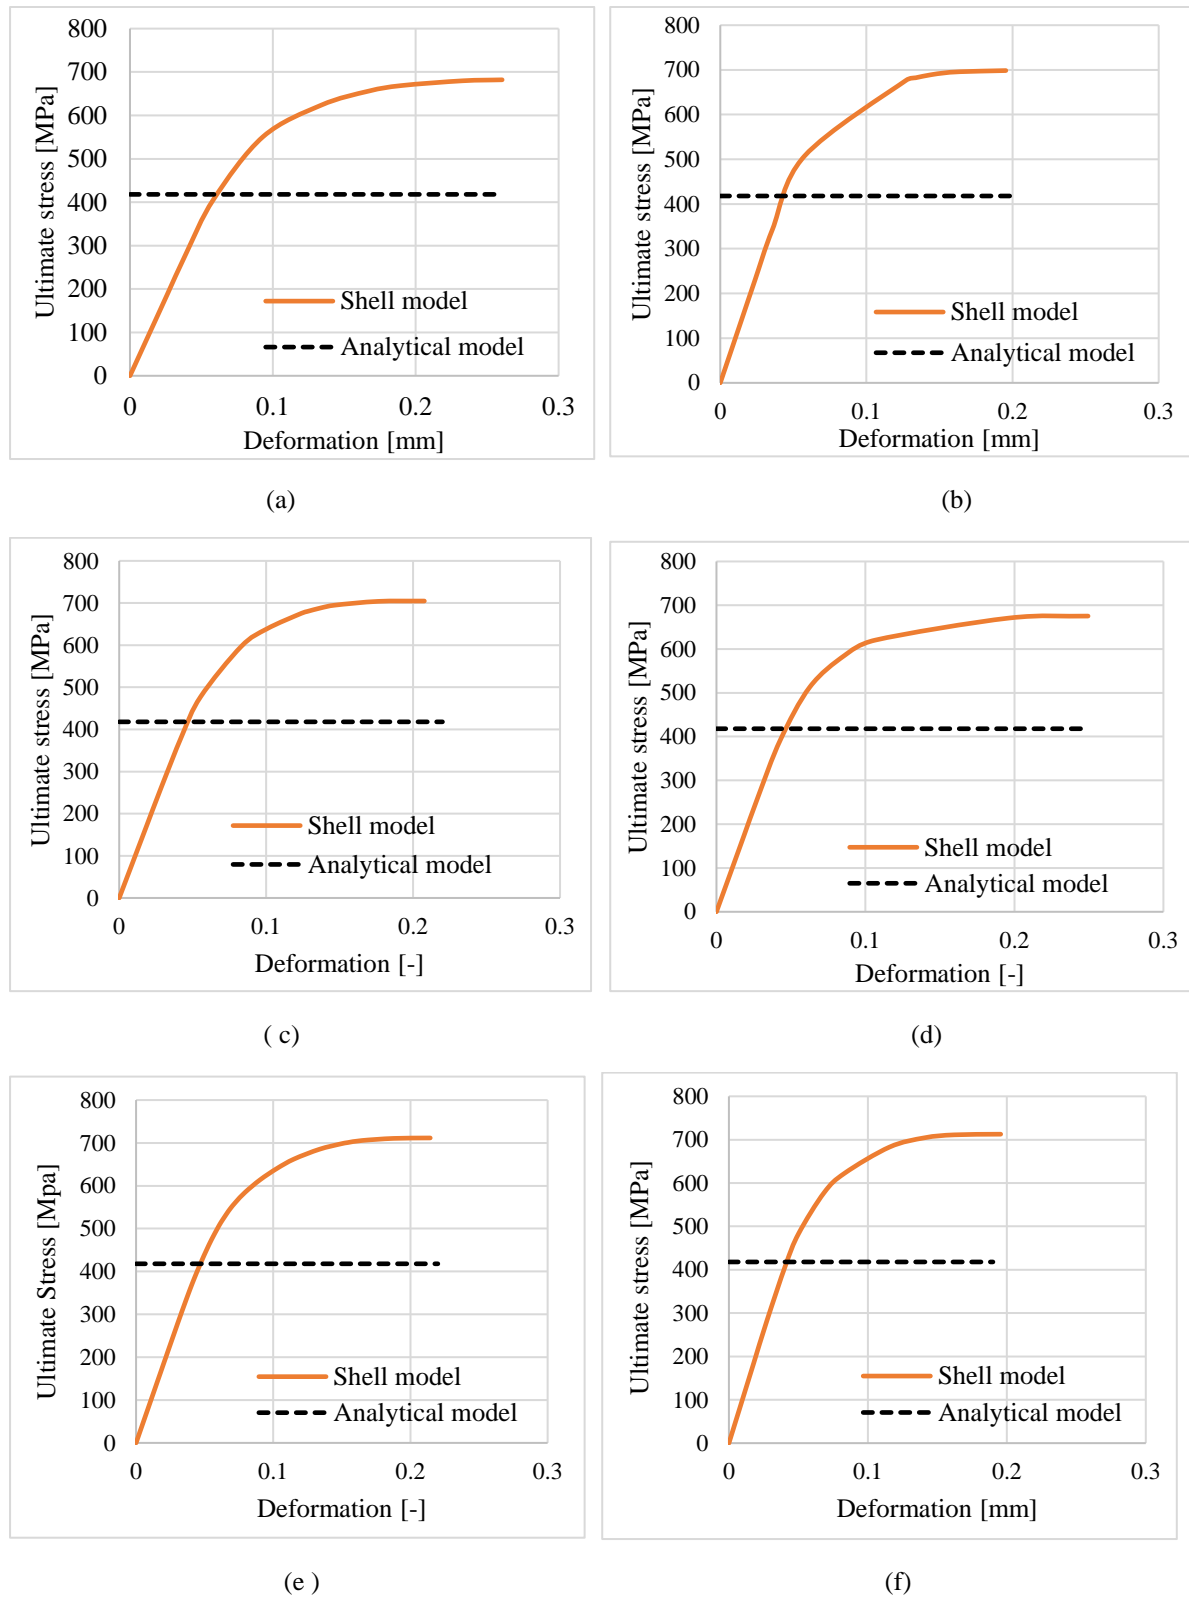 800
700
600
500
400
300
200
100
0
Ultimate stress [MPa]
Shell model
Analytical model
0 0.1 0.2 0.3
Deformation [mm]
(a)
800
700
600
500
400
300
200
100
0
Ultimate stress [MPa]
Shell model
Analytical model
0 0.1 0.2 0.3
Deformation [mm]
(b)
800
700
600
500
400
300
200
100
0
Ultimate stress [MPa]
Shell model
Analytical model
0 0.1 0.2 0.3
Deformation [-]
( c)
800
700
600
500
400
300
200
100
0
Ultimate stress [MPa]
Shell model
Analytical model
0 0.1 0.2 0.3
Deformation [-]
(d)
800
700
600
500
400
300
200
100
0
Ultimate Stress [Mpa]
Shell model
Analytical model
0 0.1 0.2 0.3
Deformation [-]
(e )
800
700
600
500
400
300
200
100
0
Ultimate stress [MPa]
Shell model
Analytical model
0 0.1 0.2 0.3
Deformation [mm]
(f)